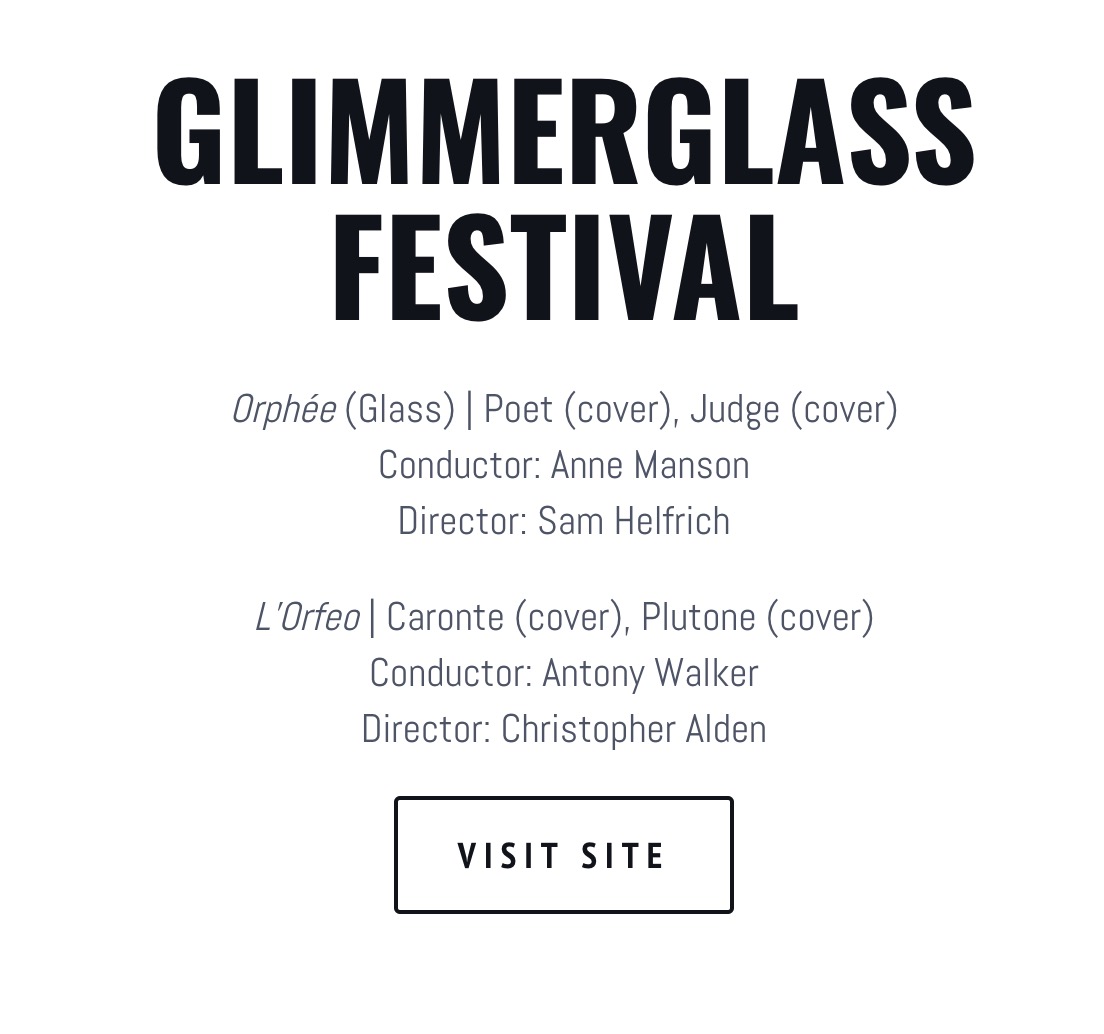 GLIMMERGLASS
FESTIVAL
Orphée (Glass) | Poet (cover), Judge (cover)
Conductor: Anne Manson
Director: Sam Helfrich
L'Orfeo | Caronte (cover), Plutone (cover)
Conductor: Antony Walker
Director: Christopher Alden
VISIT SITE